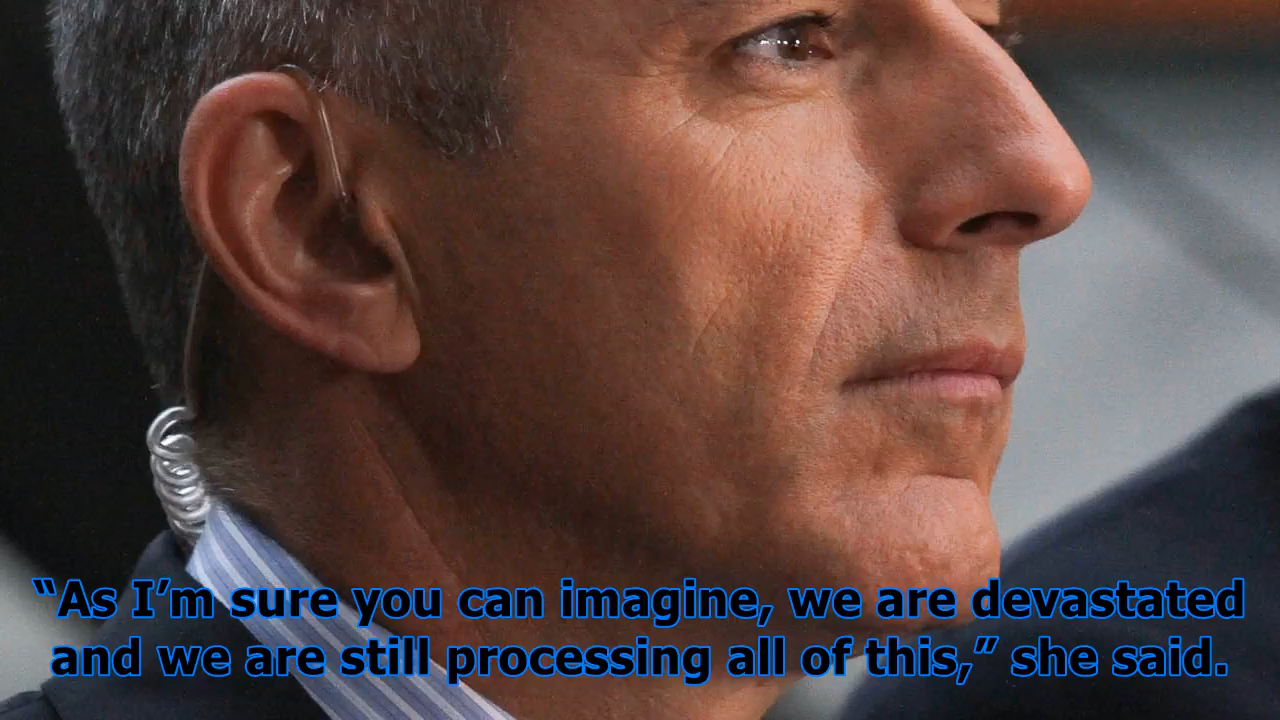 “As I’m sure you can imagine, we are devastated
and we are still processing all of this,” she said.